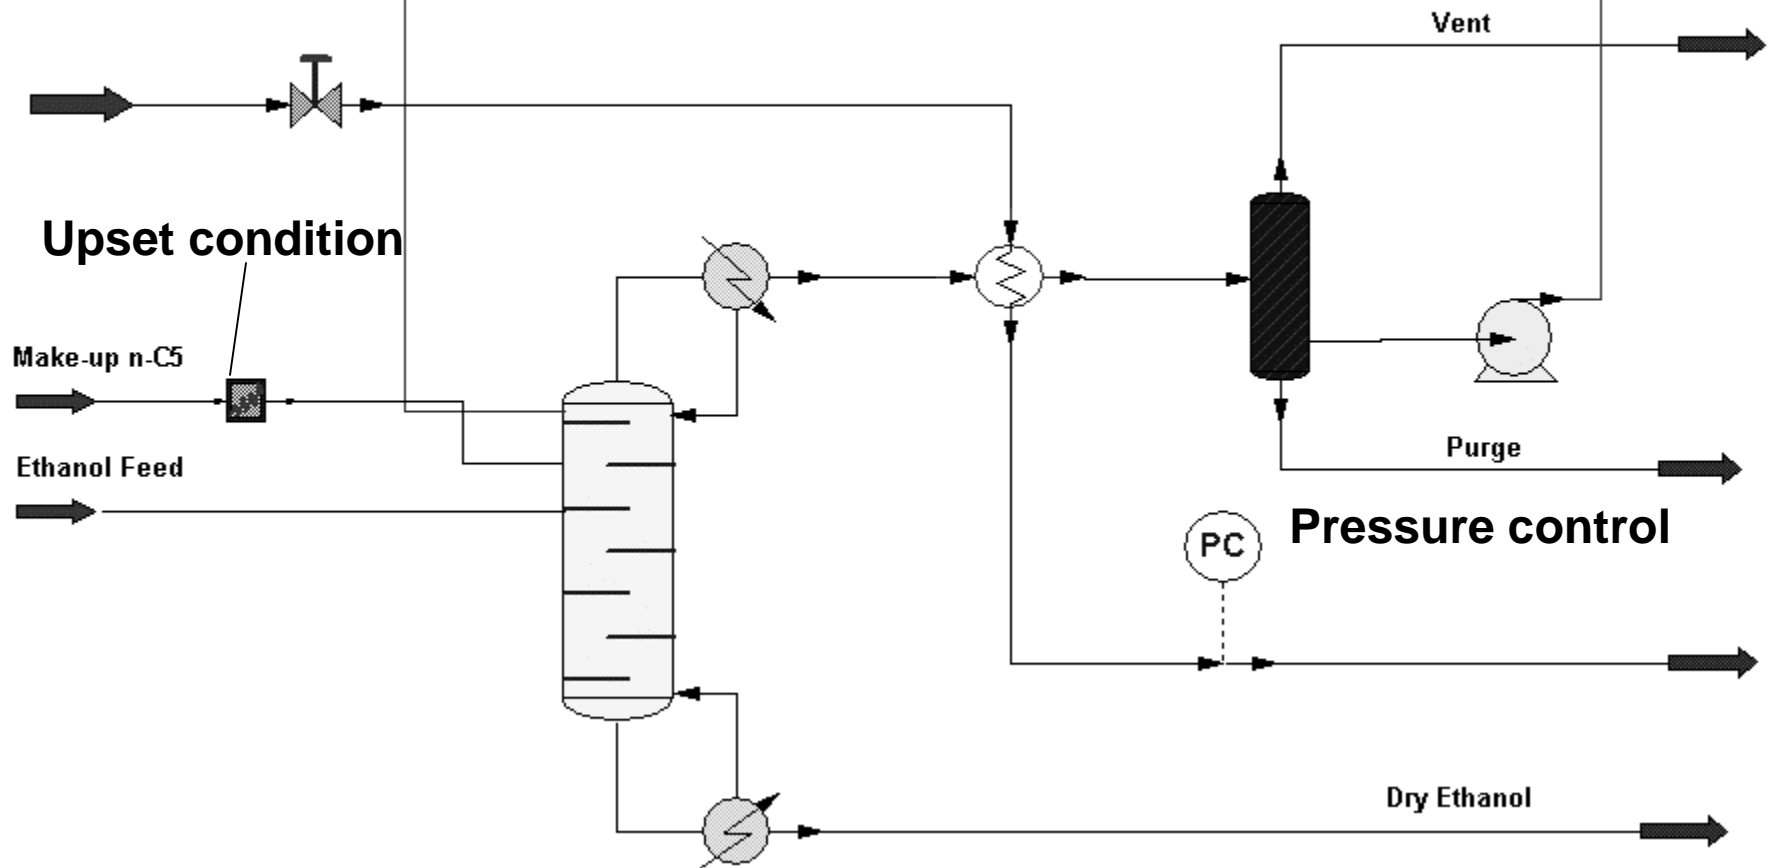 Vent
Upset condition
Make-up n-C5
Ethanol Feed
Purge
Pressure control
PC
Dry Ethanol